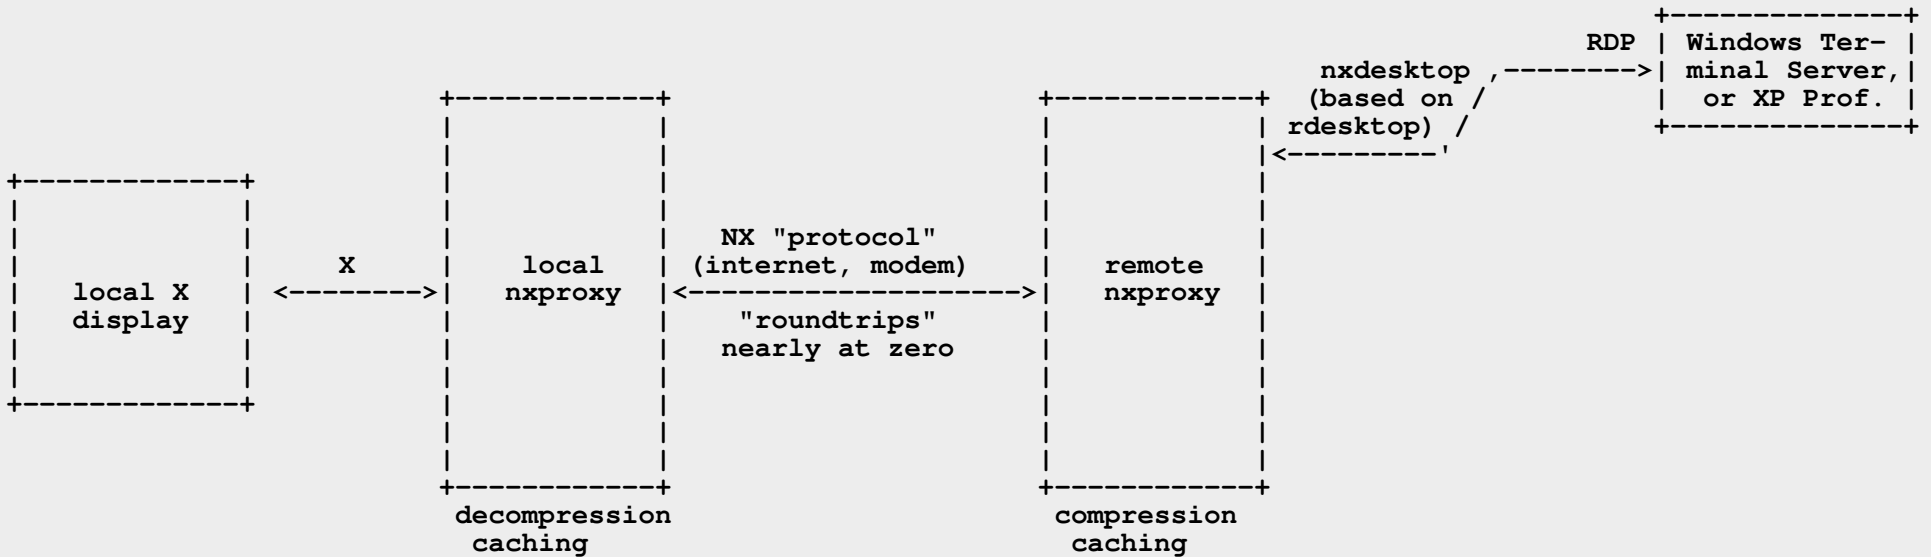 RDP
Windows Ter-
minal Server,
or XP Prof.
nxdesktop
(based on
rdesktop)
local X
display
X
local
nxproxy
NX "protocol"
(internet, modem)
"roundtrips"
nearly at zero
remote
nxproxy
decompression
caching
compression
caching